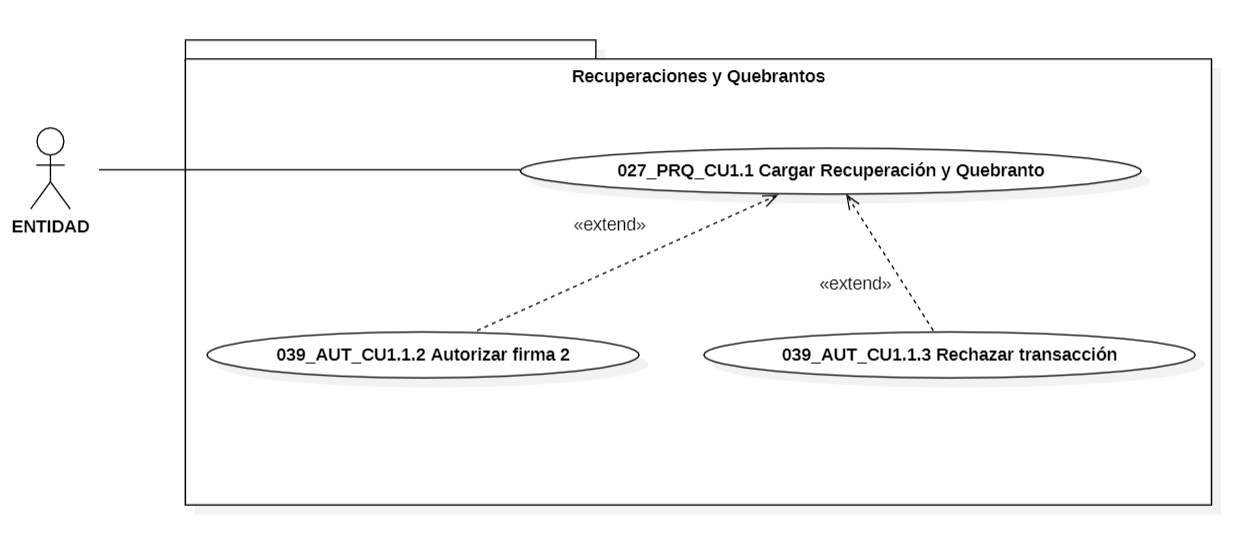 Recuperaciones y Quebrantos
027_PRQ_CU1.1 Cargar Recuperación y Quebranto
ENTIDAD
«extend»
«extend»
039_AUT_CU1.1.2 Autorizar firma 2
039_AUT_CU1.1.3 Rechazar transacción